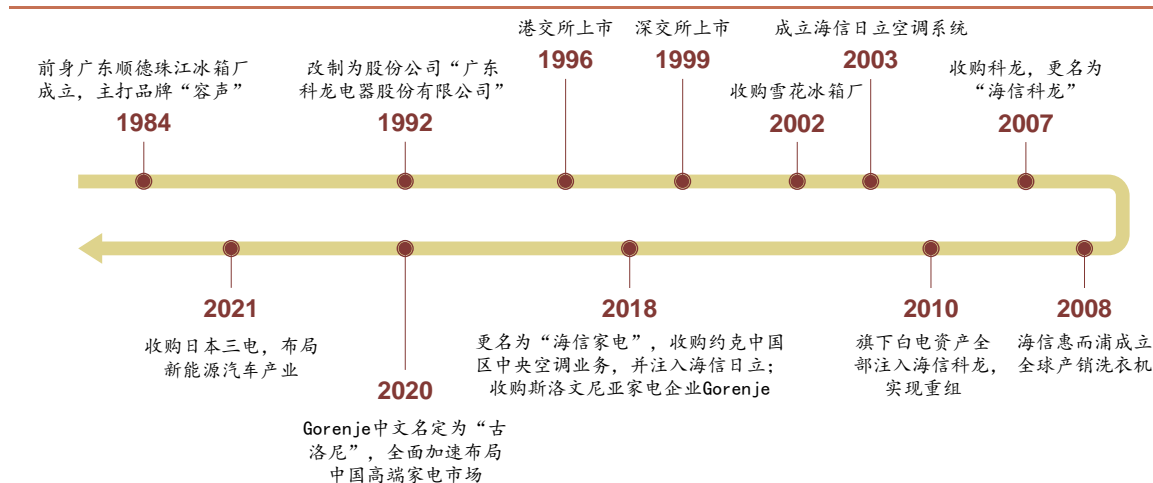 前身广东顺德珠江冰箱厂
成立，主打品牌“容声”
1984
改制为股份公司“广东
科龙电器股份有限公司”
1992
港交所上市
1996
深交所上市
1999
收购雪花冰箱厂
2002
成立海信日立空调系统
2003
收购科龙，更名为
“海信科龙”
2007
2021
收购日本三电，布局
新能源汽车产业
2020
Gorenje中文名定为“古
洛尼”，全面加速布局
中国高端家电市场
2018
更名为“海信家电”，收购约克中国
区中央空调业务，并注入海信日立；
收购斯洛文尼亚家电企业Gorenje
2010
旗下白电资产全
部注入海信科龙，
实现重组
2008
海信惠而浦成立
全球产销洗衣机